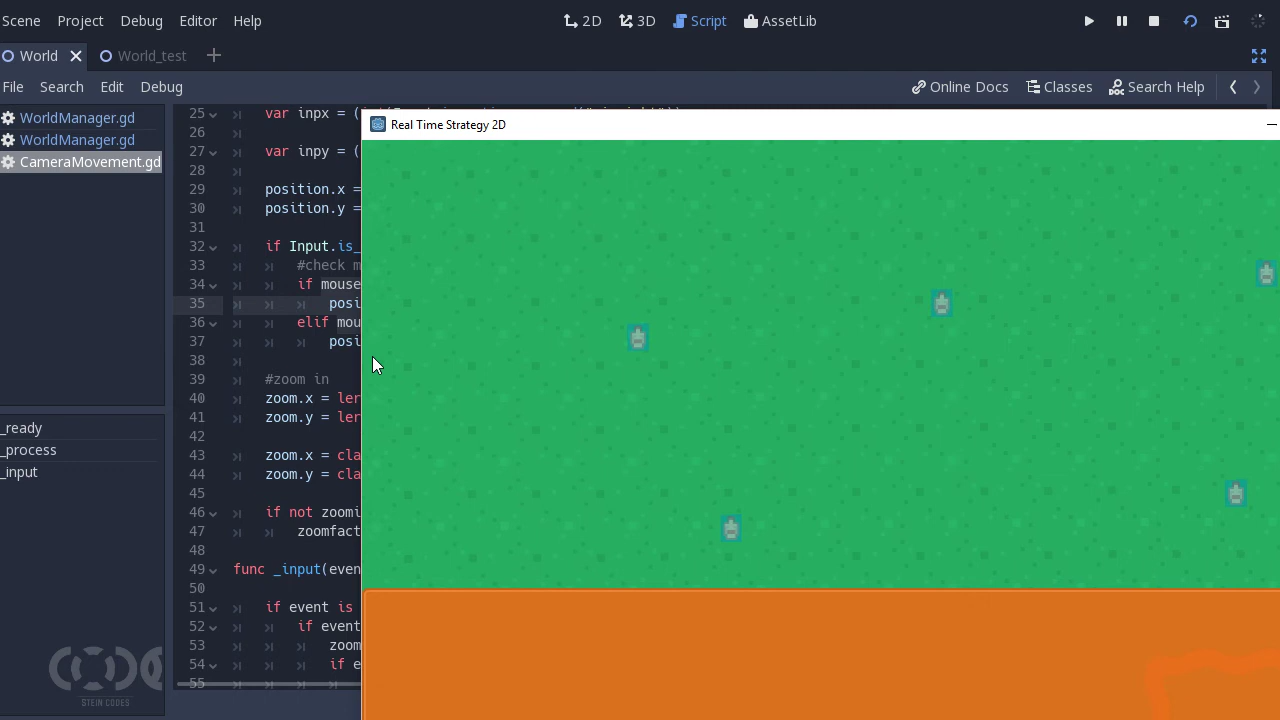 Scene Project Debug Editor Help 2D 3D Script AssetLib
World World_test
File Search Edit Debug Online Docs Classes Search Help
WorldManager.gd
WorldManager.gd
CameraMovement.gd
_ready
_process
_input
25 var inpx = (
26
27 var inpy = (
28
29 position.x =
30 position.y =
31
32 if Input.is_
33 #check m
34 if mouse
35 posi
36 elif mou
37 posi
38
39 #zoom in
40 zoom.x = ler
41 zoom.y = ler
42
43 zoom.x = cla
44 zoom.y = cla
45
46 if not zoomi
47 zoomfact
48
49 func _input(even
50
51 if event is
52 if event
53 zoom
54 if e
55
Real Time Strategy 2D
STEIN CODES